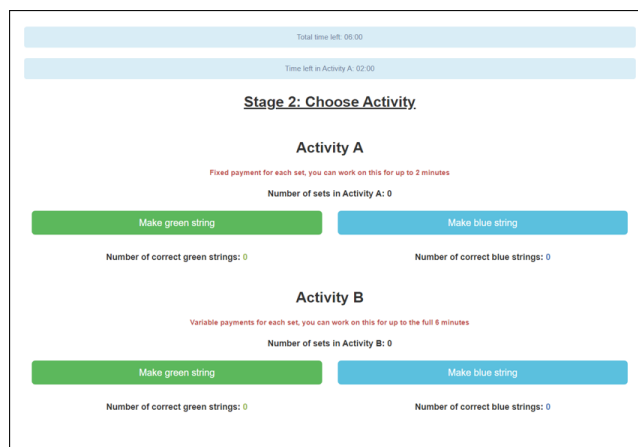 Total time left: 06:00
Time left in Activity A: 02:00
Stage 2: Choose Activity
Activity A
Fixed payment for each set, you can work on this for up to 2 minutes
Number of sets in Activity A: 0
Make green string
Make blue string
Number of correct green strings: 0
Number of correct blue strings: 0
Activity B
Variable payments for each set, you can work on this for up to the full 6 minutes
Number of sets in Activity B: 0
Make green string
Make blue string
Number of correct green strings: 0
Number of correct blue strings: 0